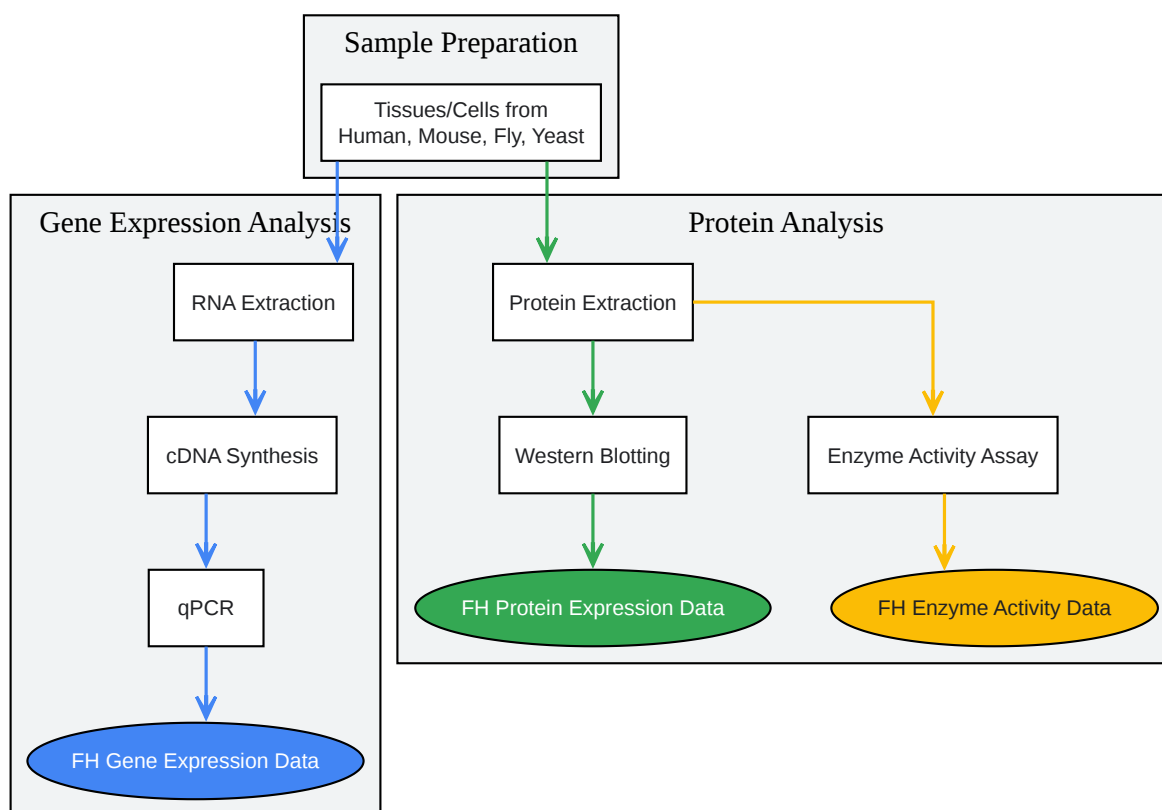 Sample Preparation
Tissues/Cells from
Human, Mouse, Fly, Yeast
Gene Expression Analysis
RNA Extraction
cDNA Synthesis
qPCR
FH Gene Expression Data
Protein Analysis
Protein Extraction
Western Blotting
Enzyme Activity Assay
FH Protein Expression Data
FH Enzyme Activity Data